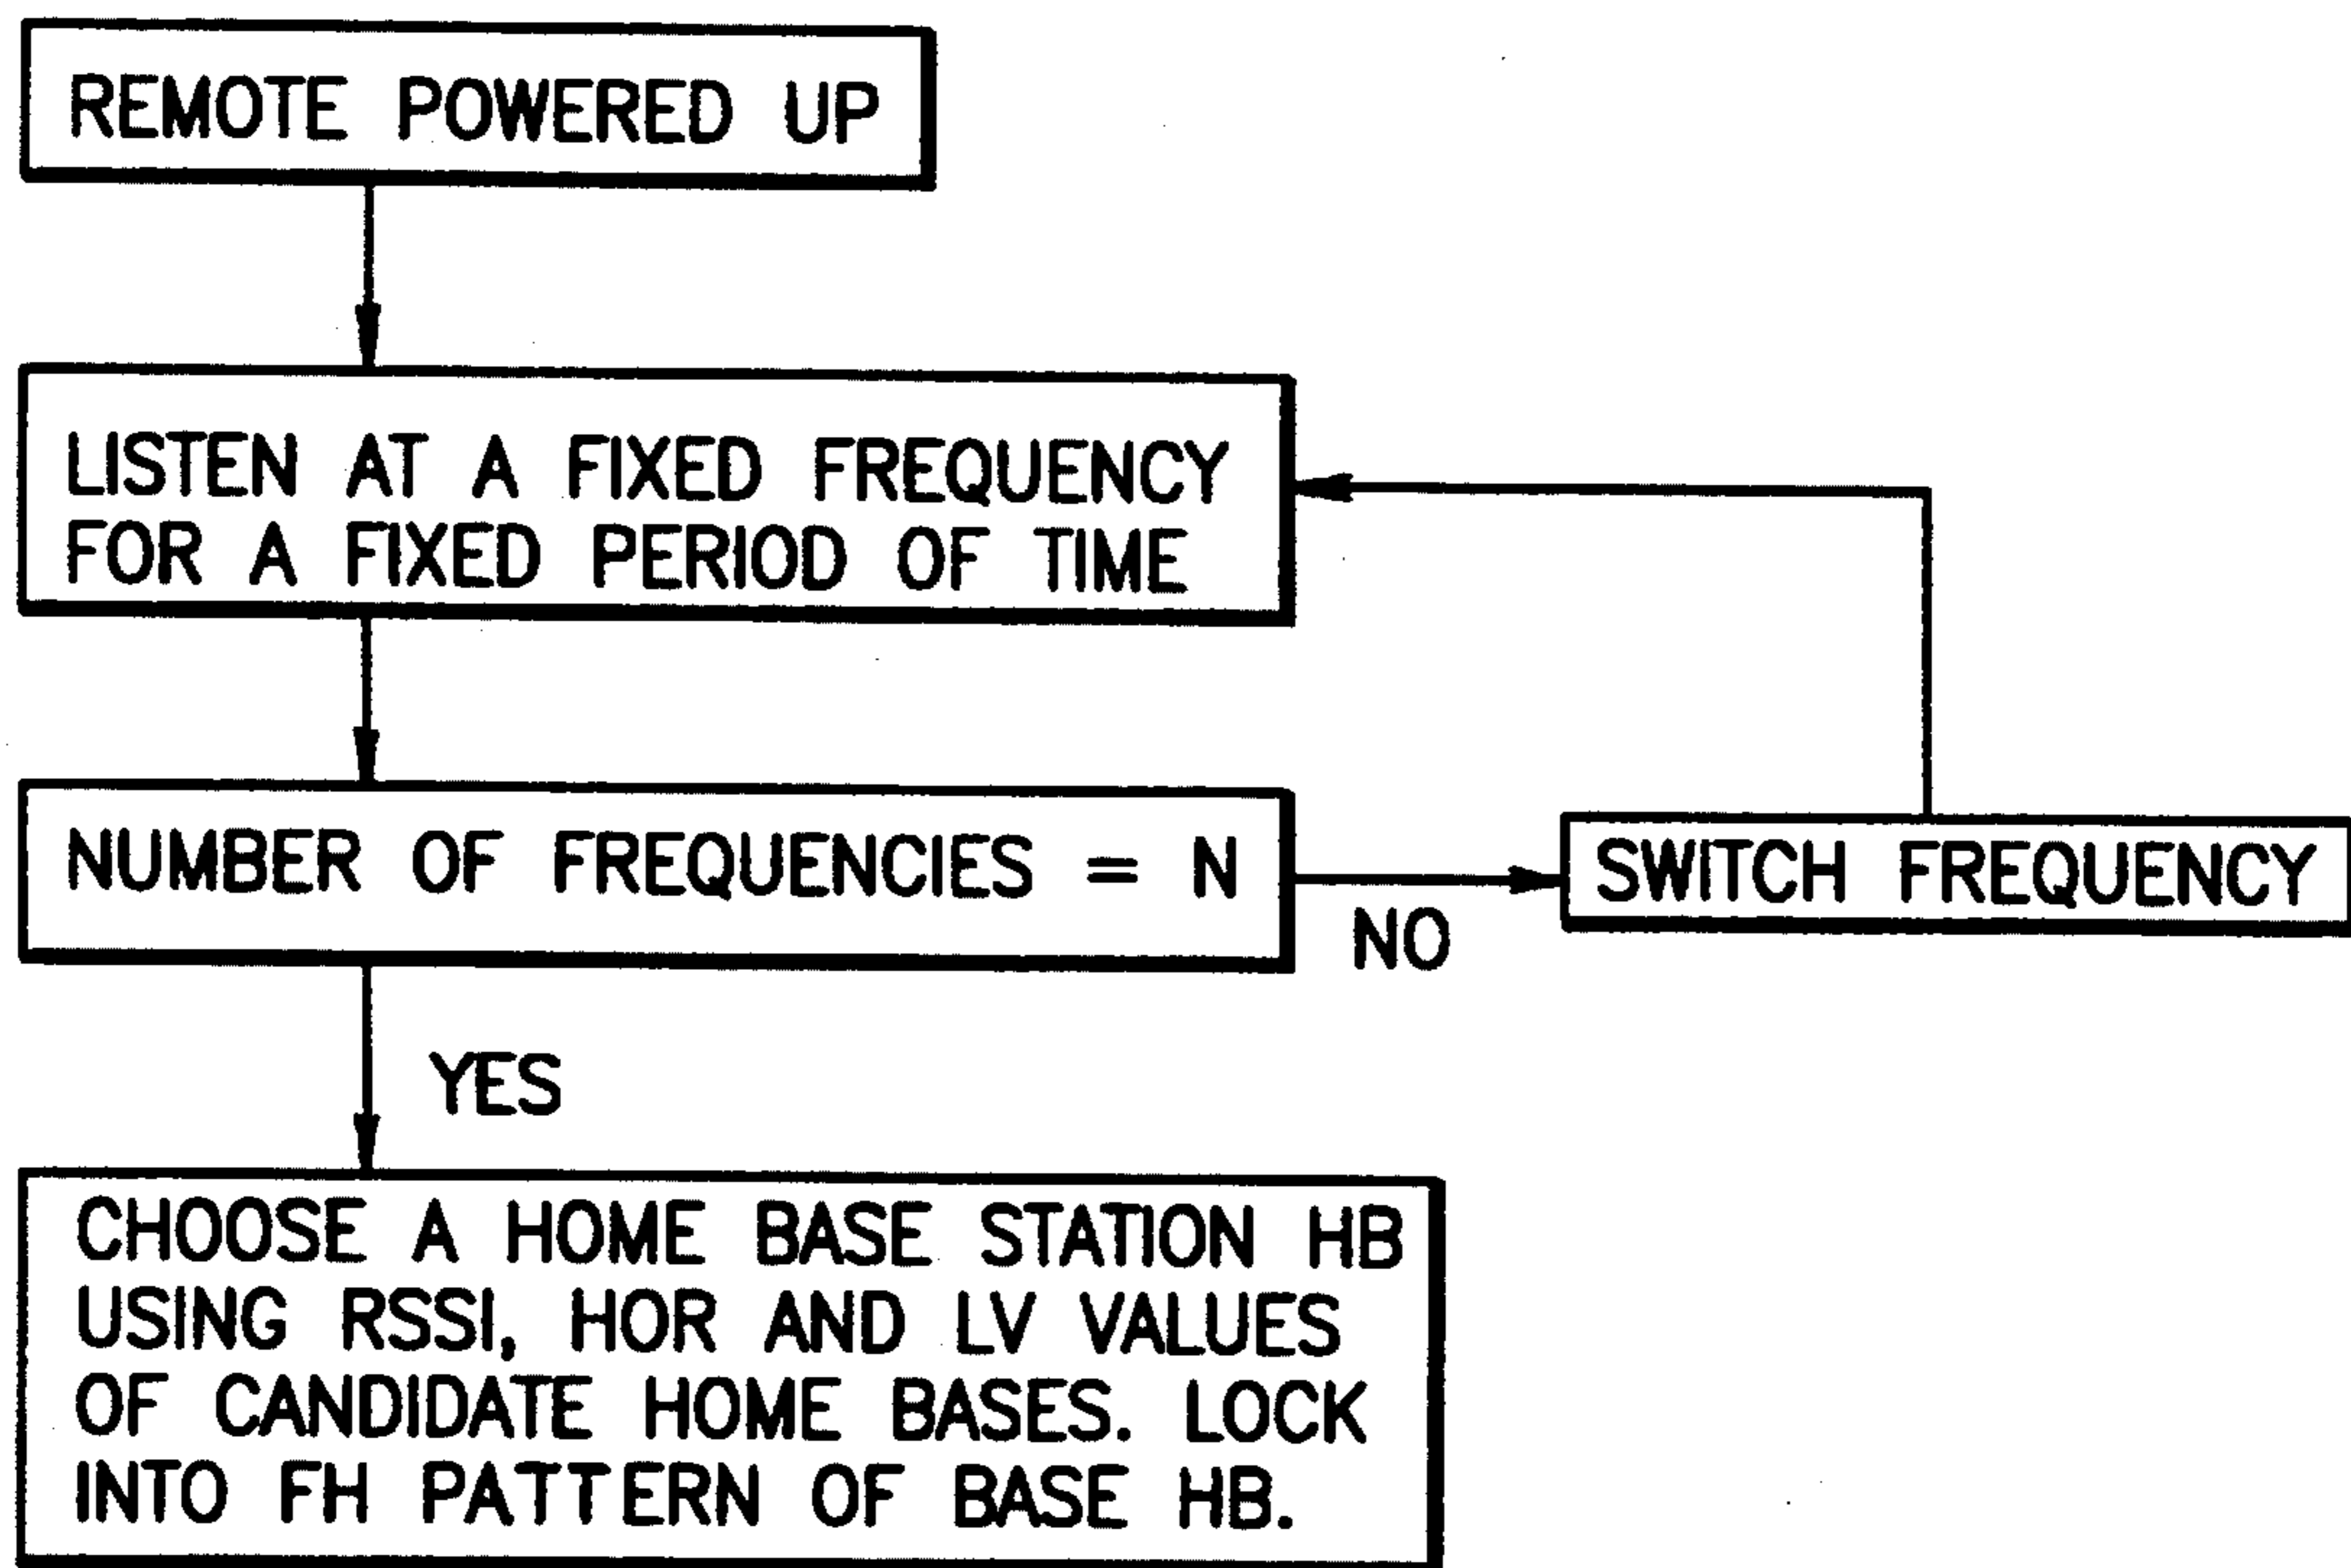 REMOTE POWERED UP
LISTEN AT A FIXED FREQUENCY
FOR A FIXED PERIOD OF TIME
NUMBER OF FREQUENCIES = N
SWITCH FREQUENCY
NO
YES
CHOOSE A HOME BASE STATION HB
USING RSSI, HOR AND LV VALUES
OF CANDIDATE HOME BASES. LOCK
INTO FH PATTERN OF BASE HB.